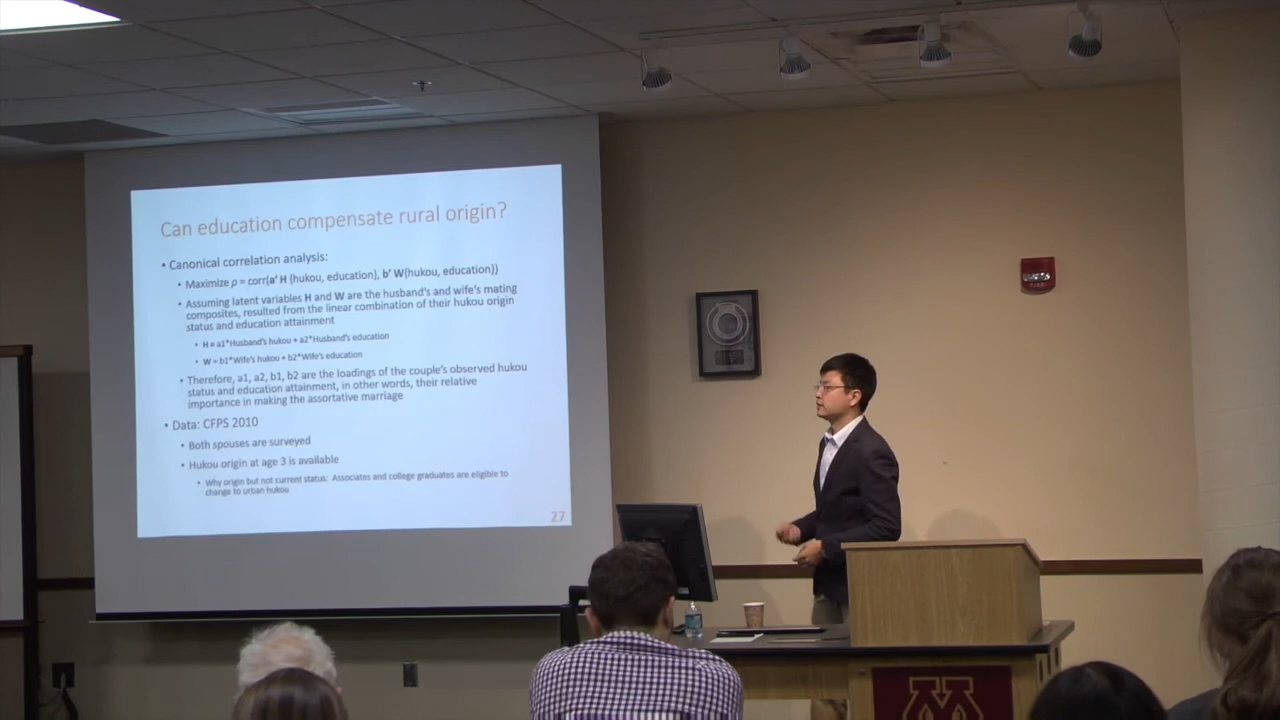 Can education compensate rural origin?
• Canonical correlation analysis:
• Maximize ρ = corr(a' H {hukou, education}, b' W{hukou, education})
• Assuming latent variables H and W are the husband's and wife's mating
composites, resulted from the linear combination of their hukou origin
status and education attainment
• H = a1*Husband's hukou + a2*Husband's education
• W = b1*Wife's hukou + b2*Wife's education
• Therefore, a1, a2, b1, b2 are the loadings of the couple's observed hukou
status and education attainment, in other words, their relative
importance in making the assortative marriage
• Data: CFPS 2010
• Both spouses are surveyed
• Hukou origin at age 3 is available
• Why origin but not current status: Associates and college graduates are eligible to
change to urban hukou
27
M